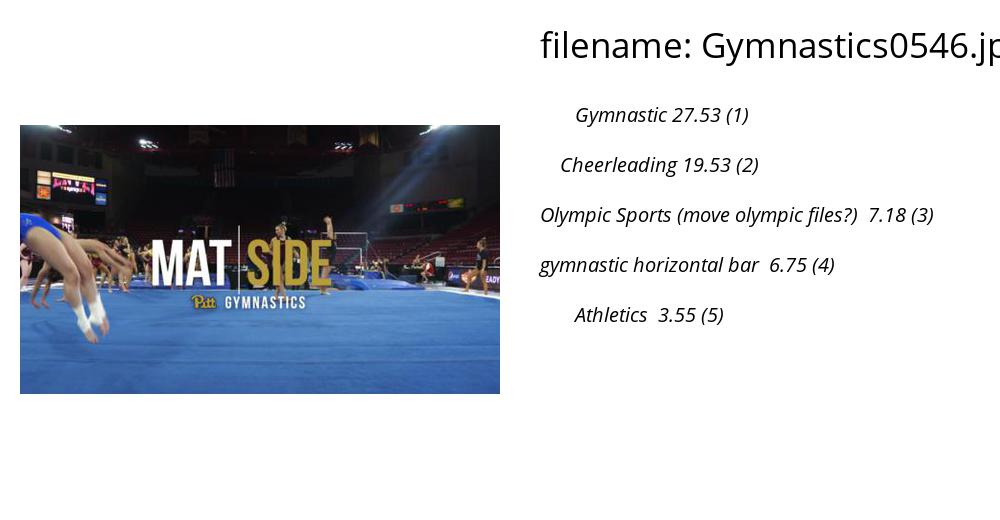 filename: Gymnastics0546.jp
Gymnastic 27.53 (1)
Cheerleading 19.53 (2)
Olympic Sports (move olympic files?) 7.18 (3)
gymnastic horizontal bar 6.75 (4)
Athletics 3.55 (5)
MAT SIDE
Pitt GYMNASTICS